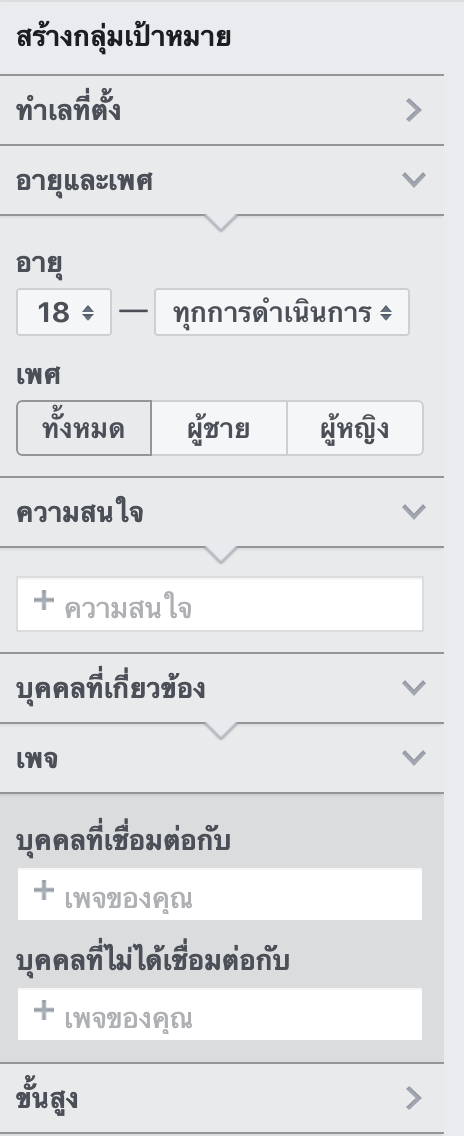 สร้างกลุ่มเป้าหมาย
ทำเลที่ตั้ง
อายุและเพศ
อายุ
18 — ทุกการดำเนินการ
เพศ
ทั้งหมด ผู้ชาย ผู้หญิง
ความสนใจ
+ ความสนใจ
บุคคลที่เกี่ยวข้อง
เพจ
บุคคลที่เชื่อมต่อกับ
+ เพจของคุณ
บุคคลที่ไม่ได้เชื่อมต่อกับ
+ เพจของคุณ
ขั้นสูง